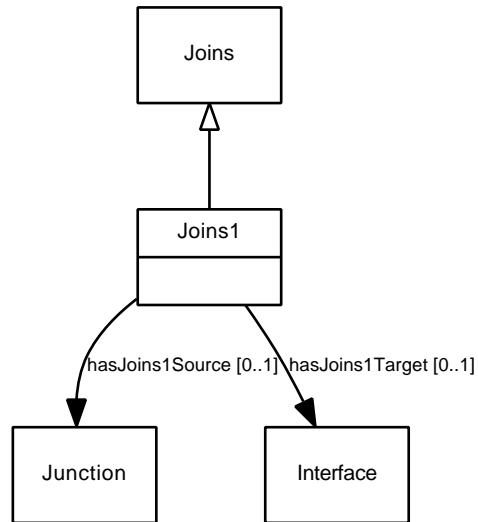 Joins
Joins1
hasJoins1Source [0..1]
hasJoins1Target [0..1]
Junction
Interface